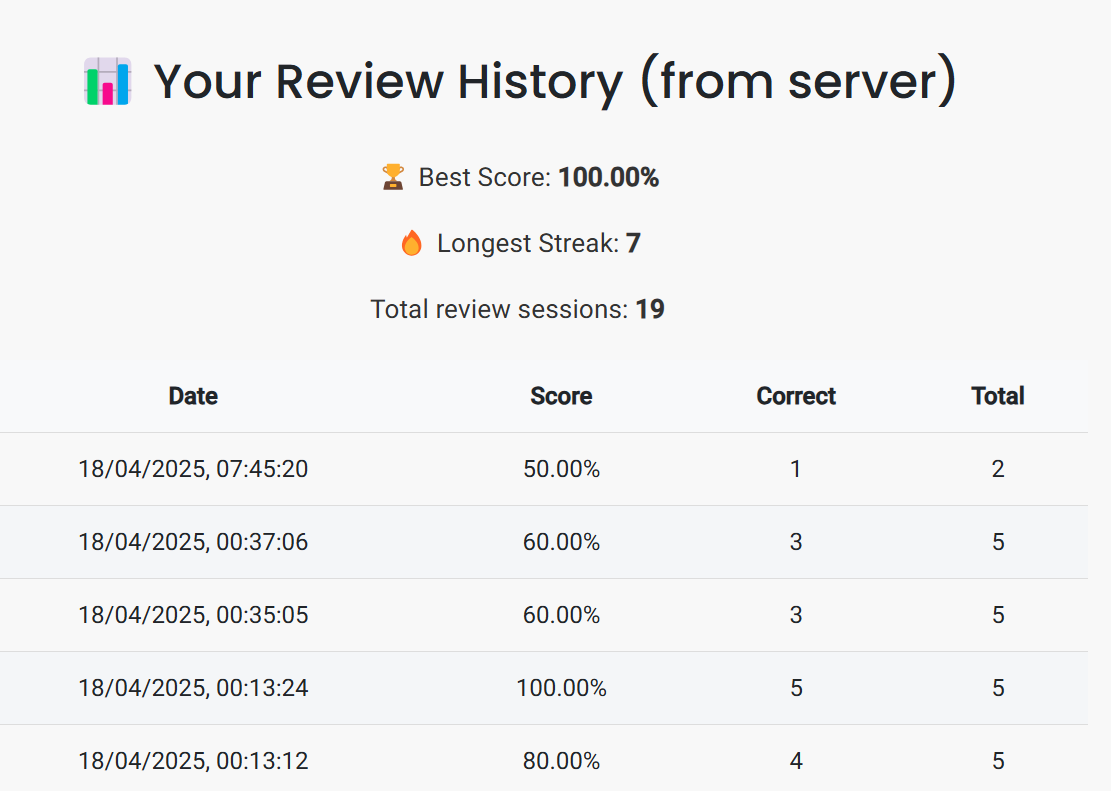 Your Review History (from server)
Best Score: 100.00%
Longest Streak: 7
Total review sessions: 19
Date Score Correct Total
18/04/2025, 07:45:20 50.00% 1 2
18/04/2025, 00:37:06 60.00% 3 5
18/04/2025, 00:35:05 60.00% 3 5
18/04/2025, 00:13:24 100.00% 5 5
18/04/2025, 00:13:12 80.00% 4 5